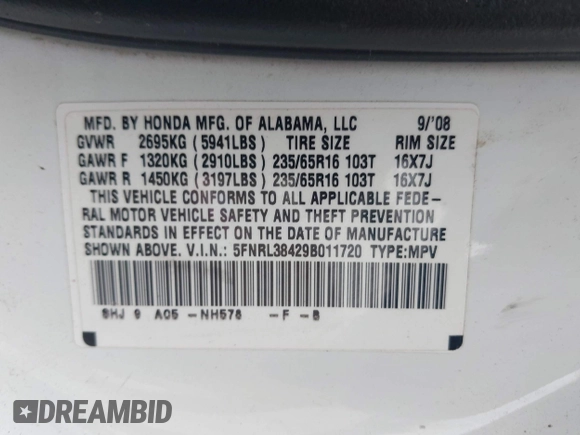 MFD. BY HONDA MFG. OF ALABAMA, LLC 9/'08
GVWR 2695KG (5941LBS) TIRE SIZE RIM SIZE
GAWR F 1320KG (2910LBS) 235/65R16 103T 16X7J
GAWR R 1450KG (3197LBS) 235/65R16 103T 16X7J
THIS VEHICLE CONFORMS TO ALL APPLICABLE FEDE-
RAL MOTOR VEHICLE SAFETY AND THEFT PREVENTION
STANDARDS IN EFFECT ON THE DATE OF MANUFACTURE
SHOWN ABOVE. V.I.N.: 5FNRL38429B011720 TYPE:MPV
SHJ 9 A05 -NH578 -F -B
DREAMBID